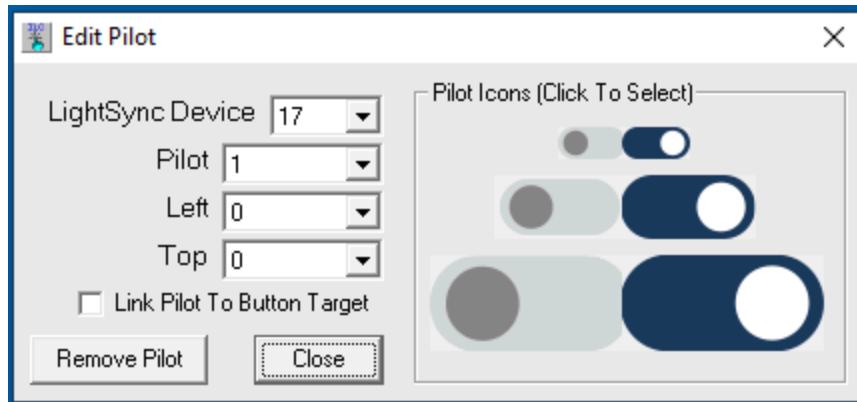 Edit Pilot
LightSync Device 17
Pilot 1
Left 0
Top 0
Link Pilot To Button Target
Remove Pilot
Close
Pilot Icons (Click To Select)